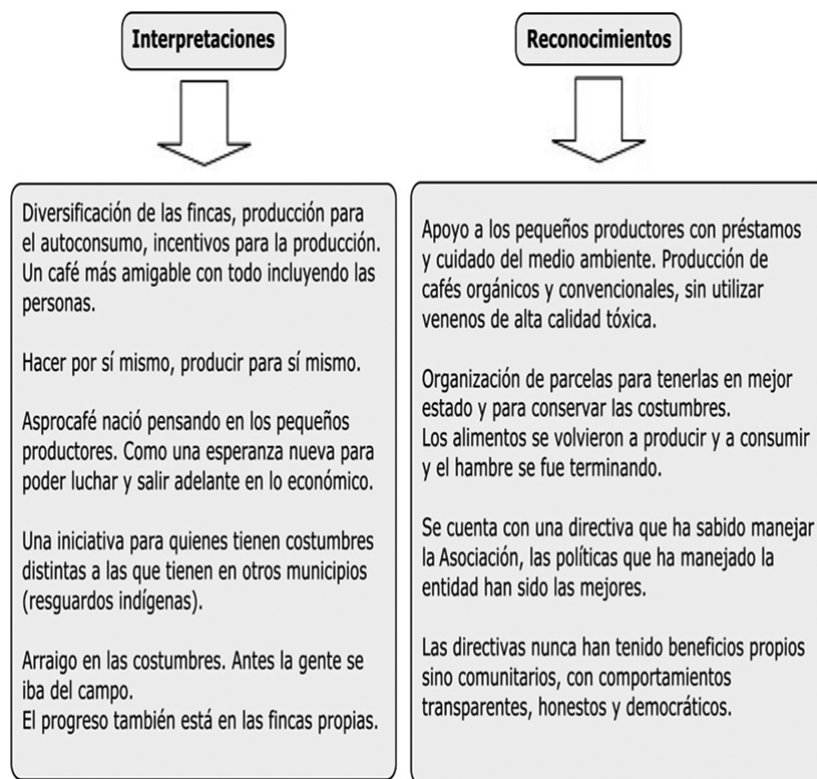 Interpretaciones
Diversificación de las fincas, producción para
el autoconsumo, incentivos para la producción.
Un café más amigable con todo incluyendo las
personas.
Hacer por sí mismo, producir para sí mismo.
Asprocafé nació pensando en los pequeños
productores. Como una esperanza nueva para
poder luchar y salir adelante en lo económico.
Una iniciativa para quienes tienen costumbres
distintas a las que tienen en otros municipios
(resguardos indígenas).
Arraigo en las costumbres. Antes la gente se
iba del campo.
El progreso también está en las fincas propias.
Reconocimientos
Apoyo a los pequeños productores con préstamos
y cuidado del medio ambiente. Producción de
cafés orgánicos y convencionales, sin utilizar
venenos de alta calidad tóxica.
Organización de parcelas para tenerlas en mejor
estado y para conservar las costumbres.
Los alimentos se volvieron a producir y a consumir
y el hambre se fue terminando.
Se cuenta con una directiva que ha sabido manejar
la Asociación, las políticas que ha manejado la
entidad han sido las mejores.
Las directivas nunca han tenido beneficios propios
sino comunitarios, con comportamientos
transparentes, honestos y democráticos.